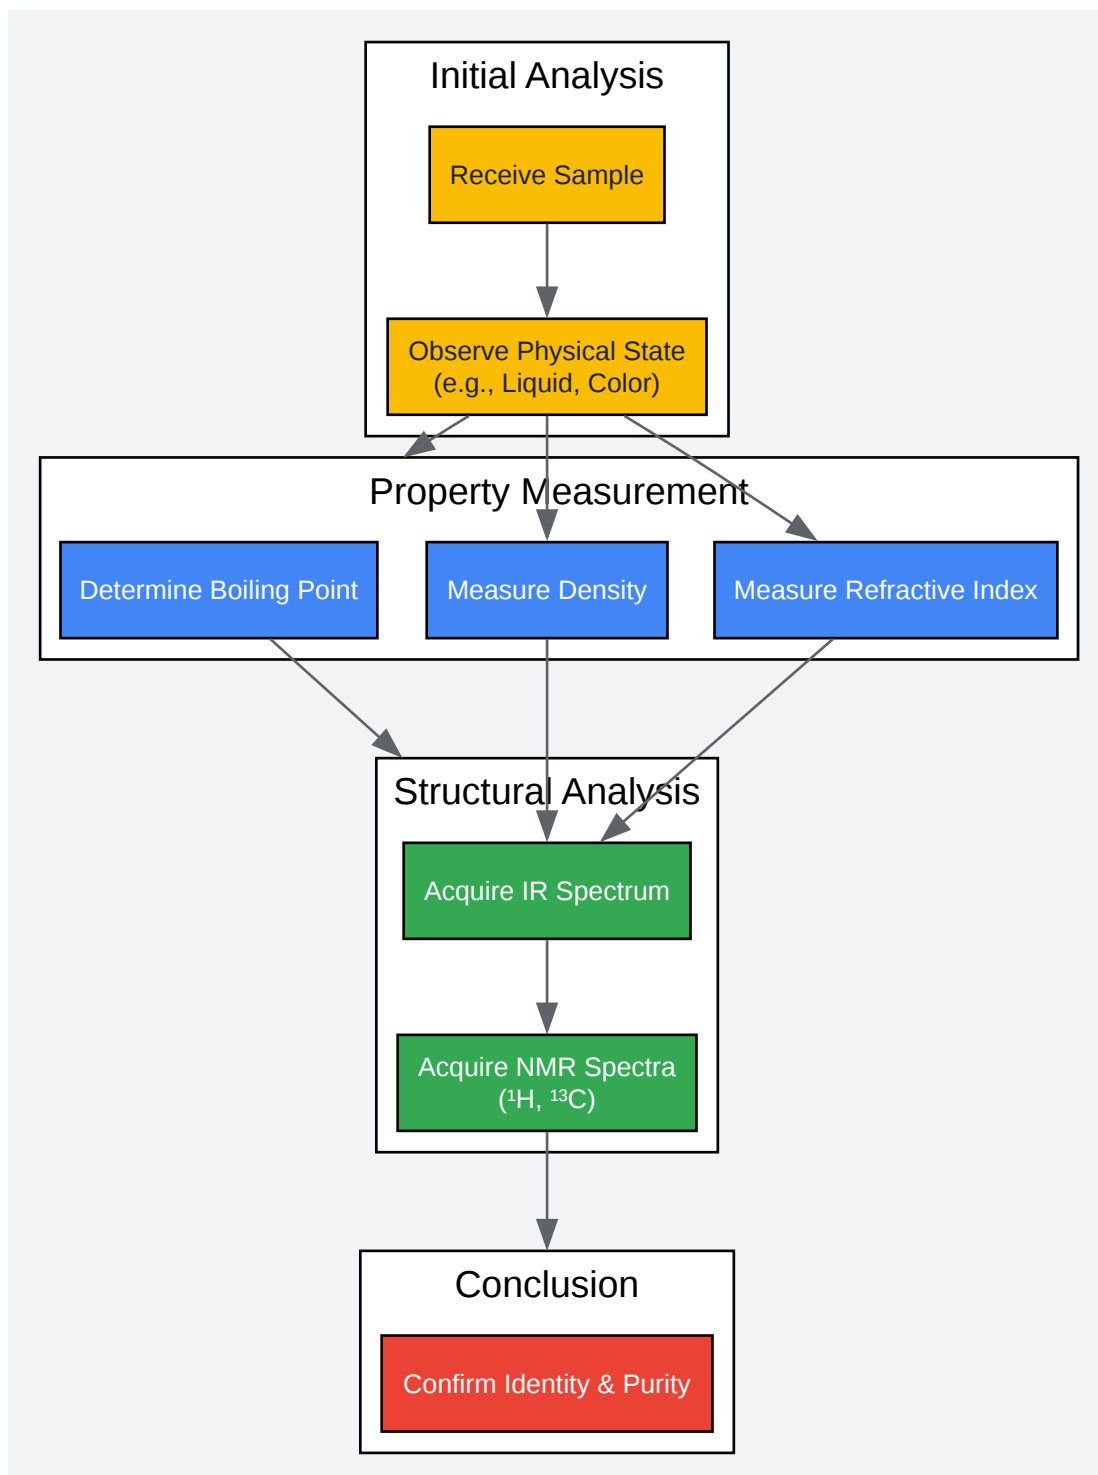 Initial Analysis
Receive Sample
Observe Physical State
(e.g., Liquid, Color)
Property Measurement
Determine Boiling Point
Measure Density
Measure Refractive Index
Structural Analysis
Acquire IR Spectrum
Acquire NMR Spectra
(¹H, ¹³C)
Conclusion
Confirm Identity & Purity